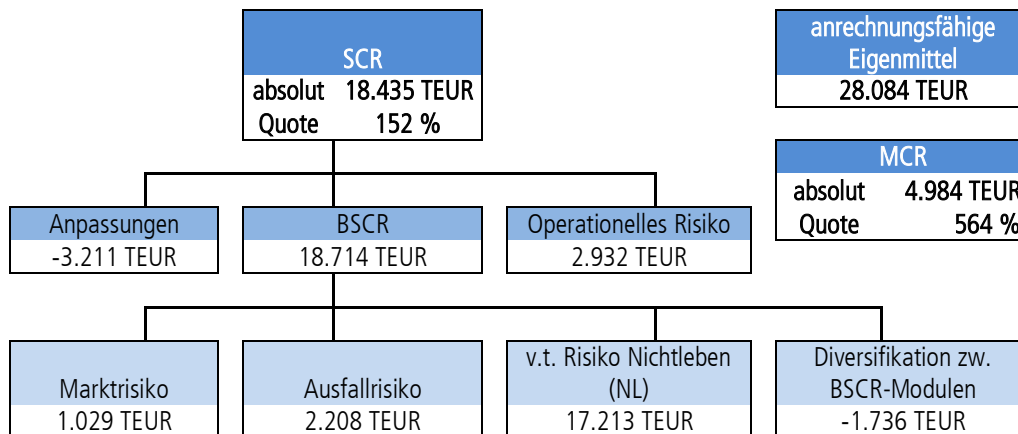 SCR
absolut 18.435 TEUR
Quote 152 %
anrechnungsfähige
Eigenmittel
28.084 TEUR
MCR
absolut 4.984 TEUR
Quote 564 %
Anpassungen
-3.211 TEUR
BSCR
18.714 TEUR
Operationelles Risiko
2.932 TEUR
Marktrisiko
1.029 TEUR
Ausfallrisiko
2.208 TEUR
v.t. Risiko Nichtleben
(NL)
17.213 TEUR
Diversifikation zw.
BSCR-Modulen
-1.736 TEUR